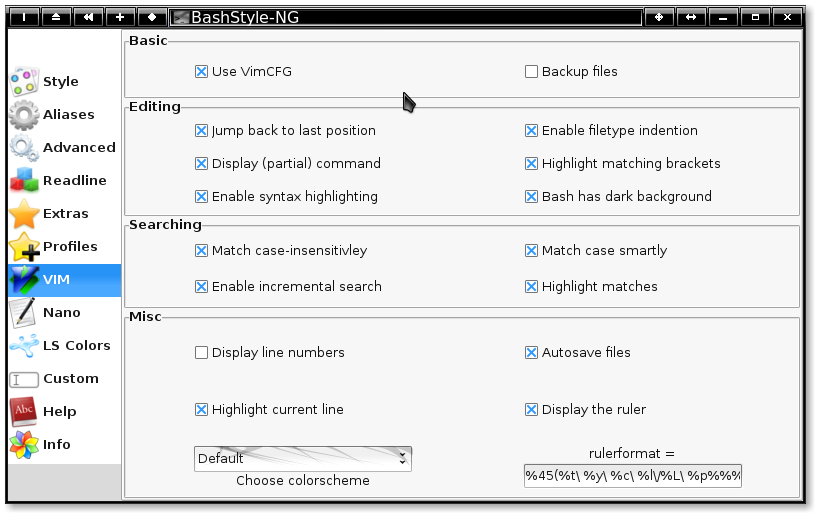 BashStyle-NG
Style
Aliases
Advanced
Readline
Extras
Profiles
VIM
Nano
LS Colors
Custom
Abc
Help
Info
Basic
Use VimCFG
Backup files
Editing
Jump back to last position
Enable filetype indention
Display (partial) command
Highlight matching brackets
Enable syntax highlighting
Bash has dark background
Searching
Match case-insensitivley
Match case smartly
Enable incremental search
Highlight matches
Misc
Display line numbers
Autosave files
Highlight current line
Display the ruler
Default
Choose colorscheme
rulerformat =
%45(%t\ %y\ %c\ %l\/%L\ %p%%%